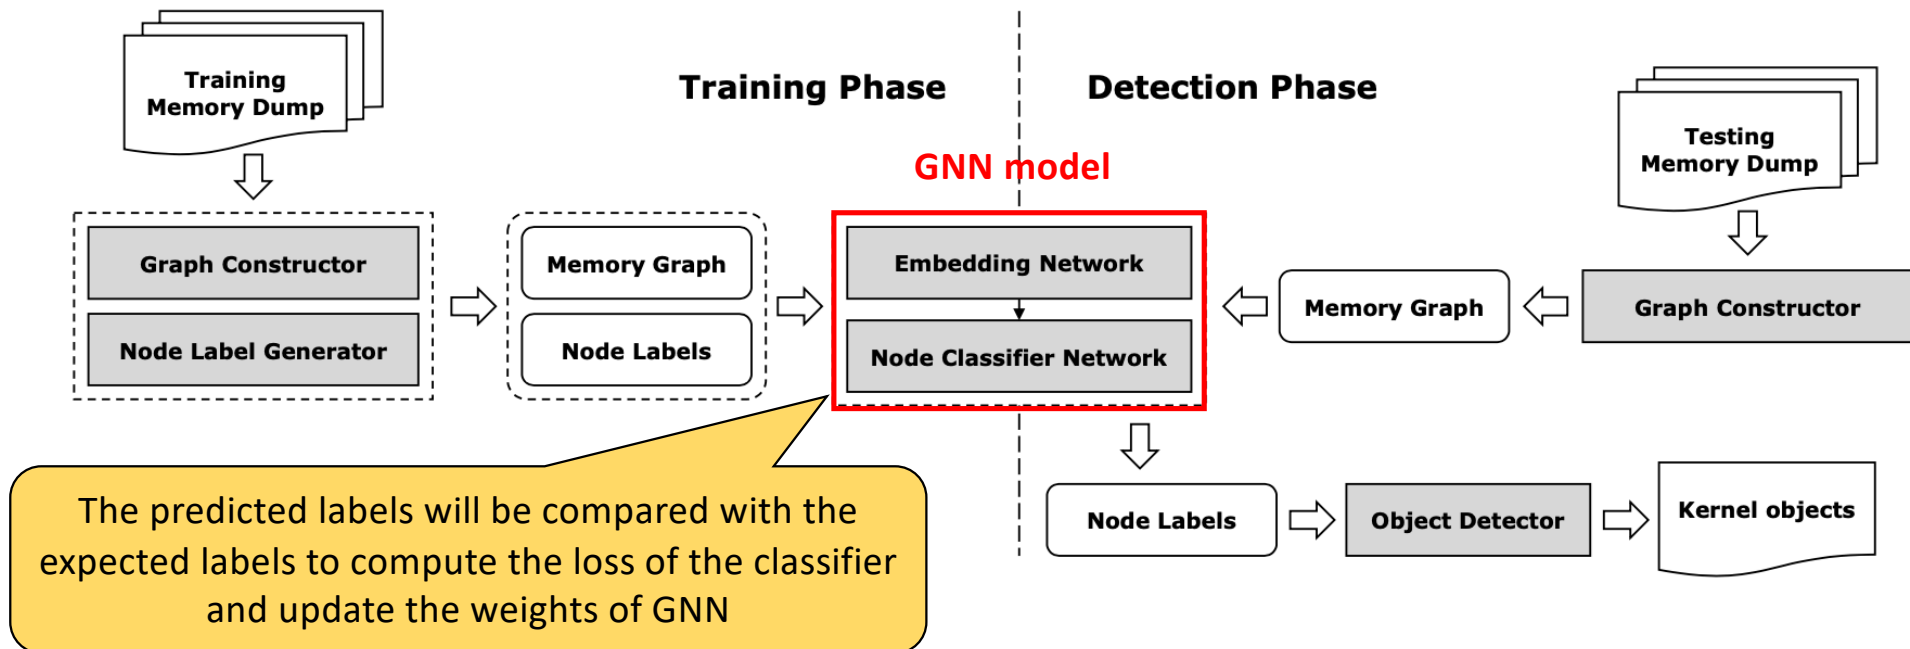 Training
Memory Dump
Training Phase
Detection Phase
Testing
Memory Dump
GNN model
Graph Constructor
Node Label Generator
Memory Graph
Node Labels
Embedding Network
Node Classifier Network
Memory Graph
Graph Constructor
The predicted labels will be compared with the
expected labels to compute the loss of the classifier
and update the weights of GNN
Node Labels
Object Detector
Kernel objects